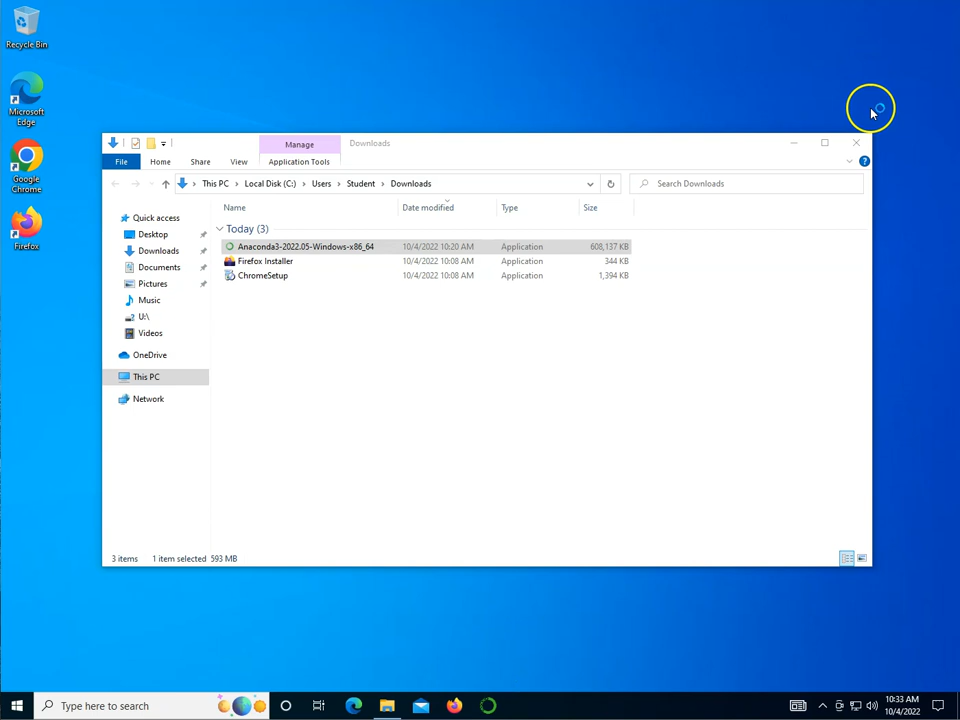 Recycle Bin
Microsoft
Edge
Google
Chrome
Firefox
Manage
Downloads
File
Home
Share
View
Application Tools
This PC
Local Disk (C:)
Users
Student
Downloads
Search Downloads
Name
Date modified
Type
Size
Quick access
Desktop
Downloads
Documents
Pictures
Music
U:\
Videos
OneDrive
This PC
Network
Today (3)
Anaconda3-2022.05-Windows-x86_64 10/4/2022 10:20 AM Application 608,137 KB
Firefox Installer 10/4/2022 10:08 AM Application 344 KB
ChromeSetup 10/4/2022 10:08 AM Application 1,394 KB
3 items 1 item selected 593 MB
Type here to search
10:33 AM
10/4/2022